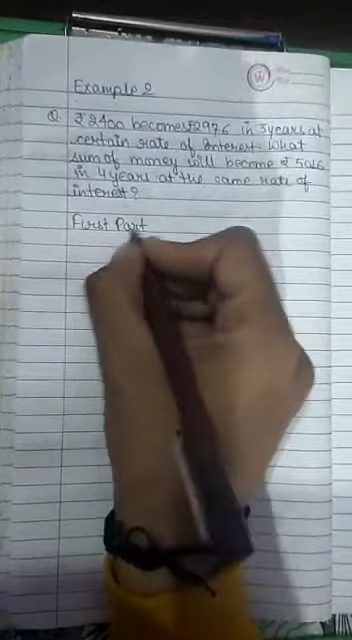 Example 2
Q. ₹ 2400 becomes ₹2976 in 3 years at
certain rate of Interest. What
sum of money will become ₹ 5016
in 4 years at the same rate of
interest?
First Part